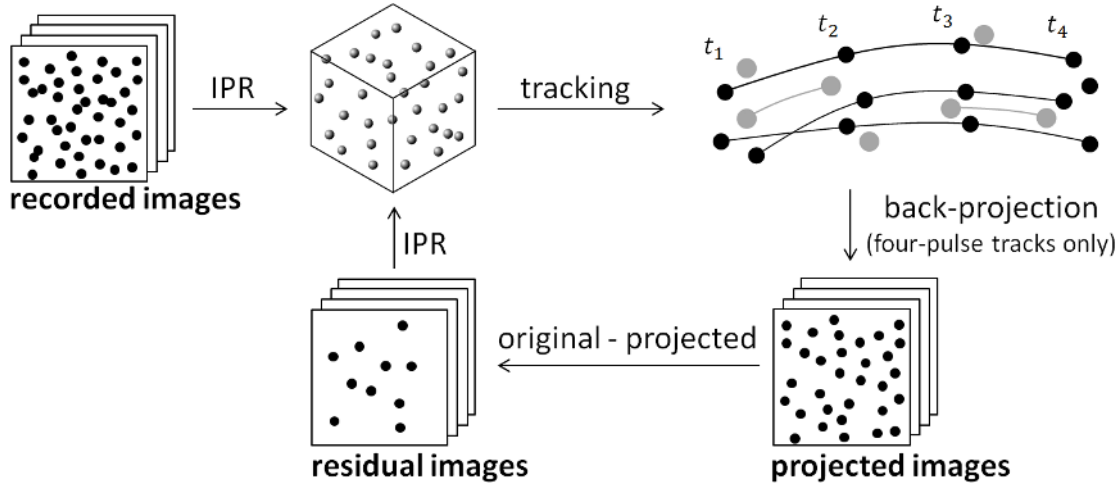 t₁
t₂
t₃
t₄
IPR
tracking
recorded images
back-projection
(four-pulse tracks only)
IPR
original - projected
residual images
projected images